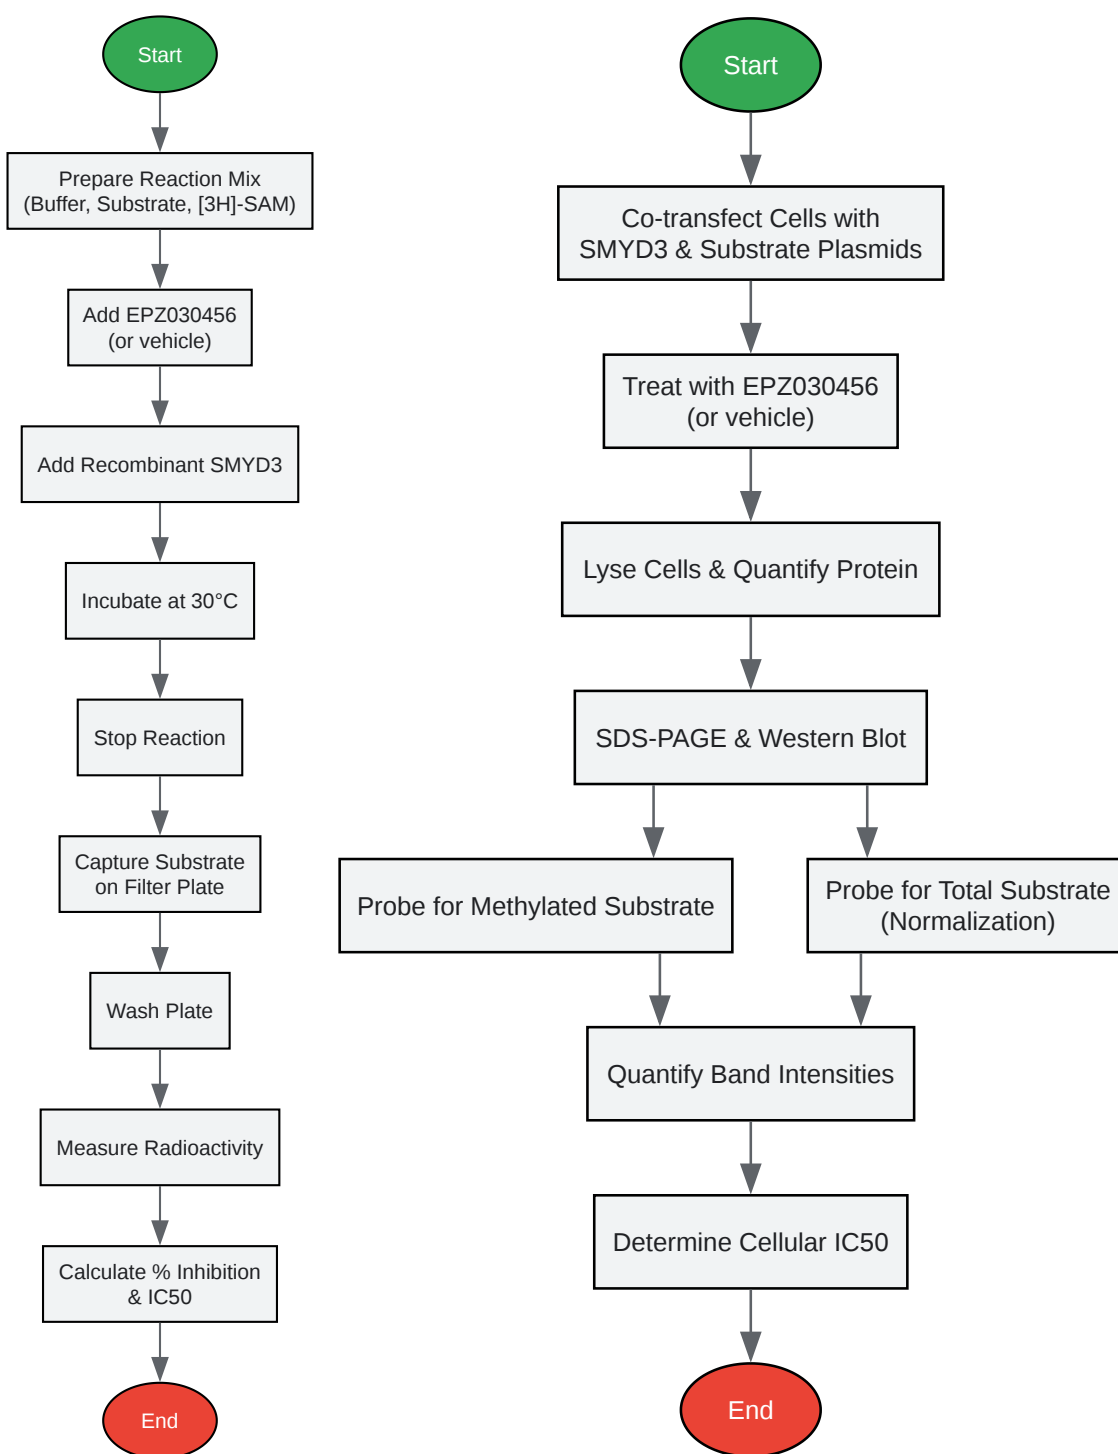 Start
Prepare Reaction Mix
(Buffer, Substrate, [3H]-SAM)
Add EPZ030456
(or vehicle)
Add Recombinant SMYD3
Incubate at 30°C
Stop Reaction
Capture Substrate
on Filter Plate
Wash Plate
Measure Radioactivity
Calculate % Inhibition
& IC50
End
Start
Co-transfect Cells with
SMYD3 & Substrate Plasmids
Treat with EPZ030456
(or vehicle)
Lyse Cells & Quantify Protein
SDS-PAGE & Western Blot
Probe for Methylated Substrate
Probe for Total Substrate
(Normalization)
Quantify Band Intensities
Determine Cellular IC50
End